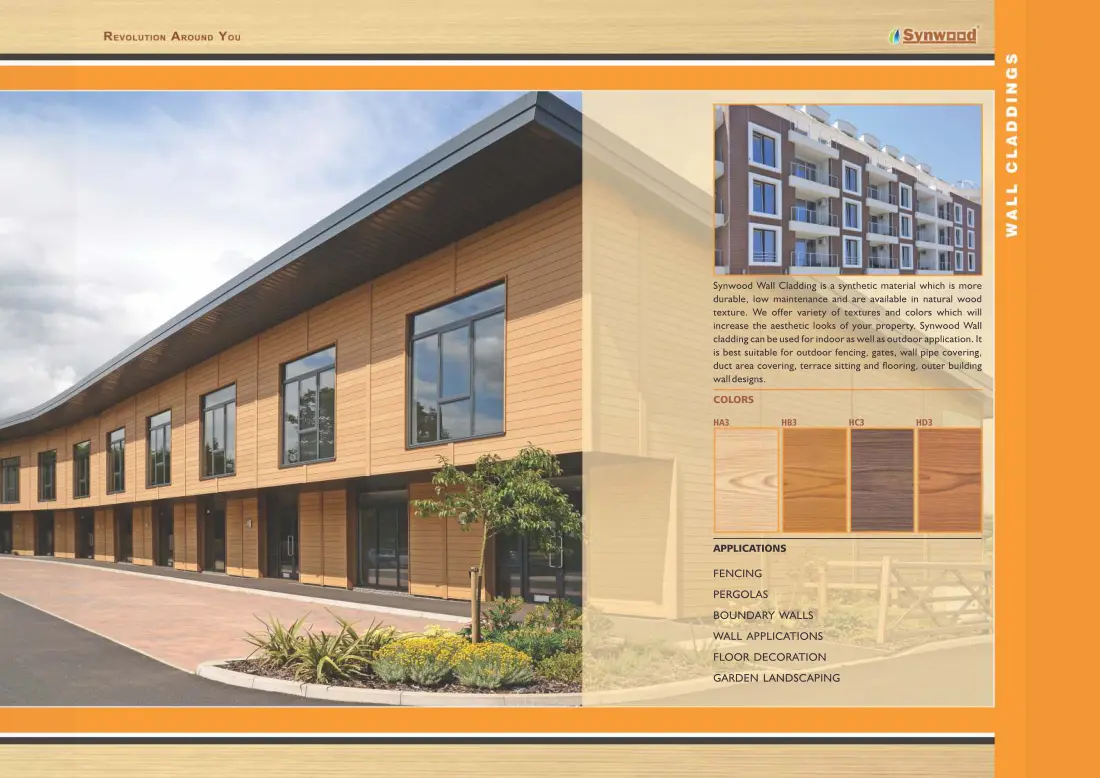 Revolution Around You
Synwood
WALL CLADDINGS
Synwood Wall Cladding is a synthetic material which is more
durable, low maintenance and are available in natural wood
texture. We offer variety of textures and colors which will
increase the aesthetic looks of your property. Synwood Wall
cladding can be used for indoor as well as outdoor application. It
is best suitable for outdoor fencing, gates, wall pipe covering,
duct area covering, terrace sitting and flooring, outer building
wall designs.
COLORS
HA3 HB3 HC3 HD3
APPLICATIONS
FENCING
PERGOLAS
BOUNDARY WALLS
WALL APPLICATIONS
FLOOR DECORATION
GARDEN LANDSCAPING